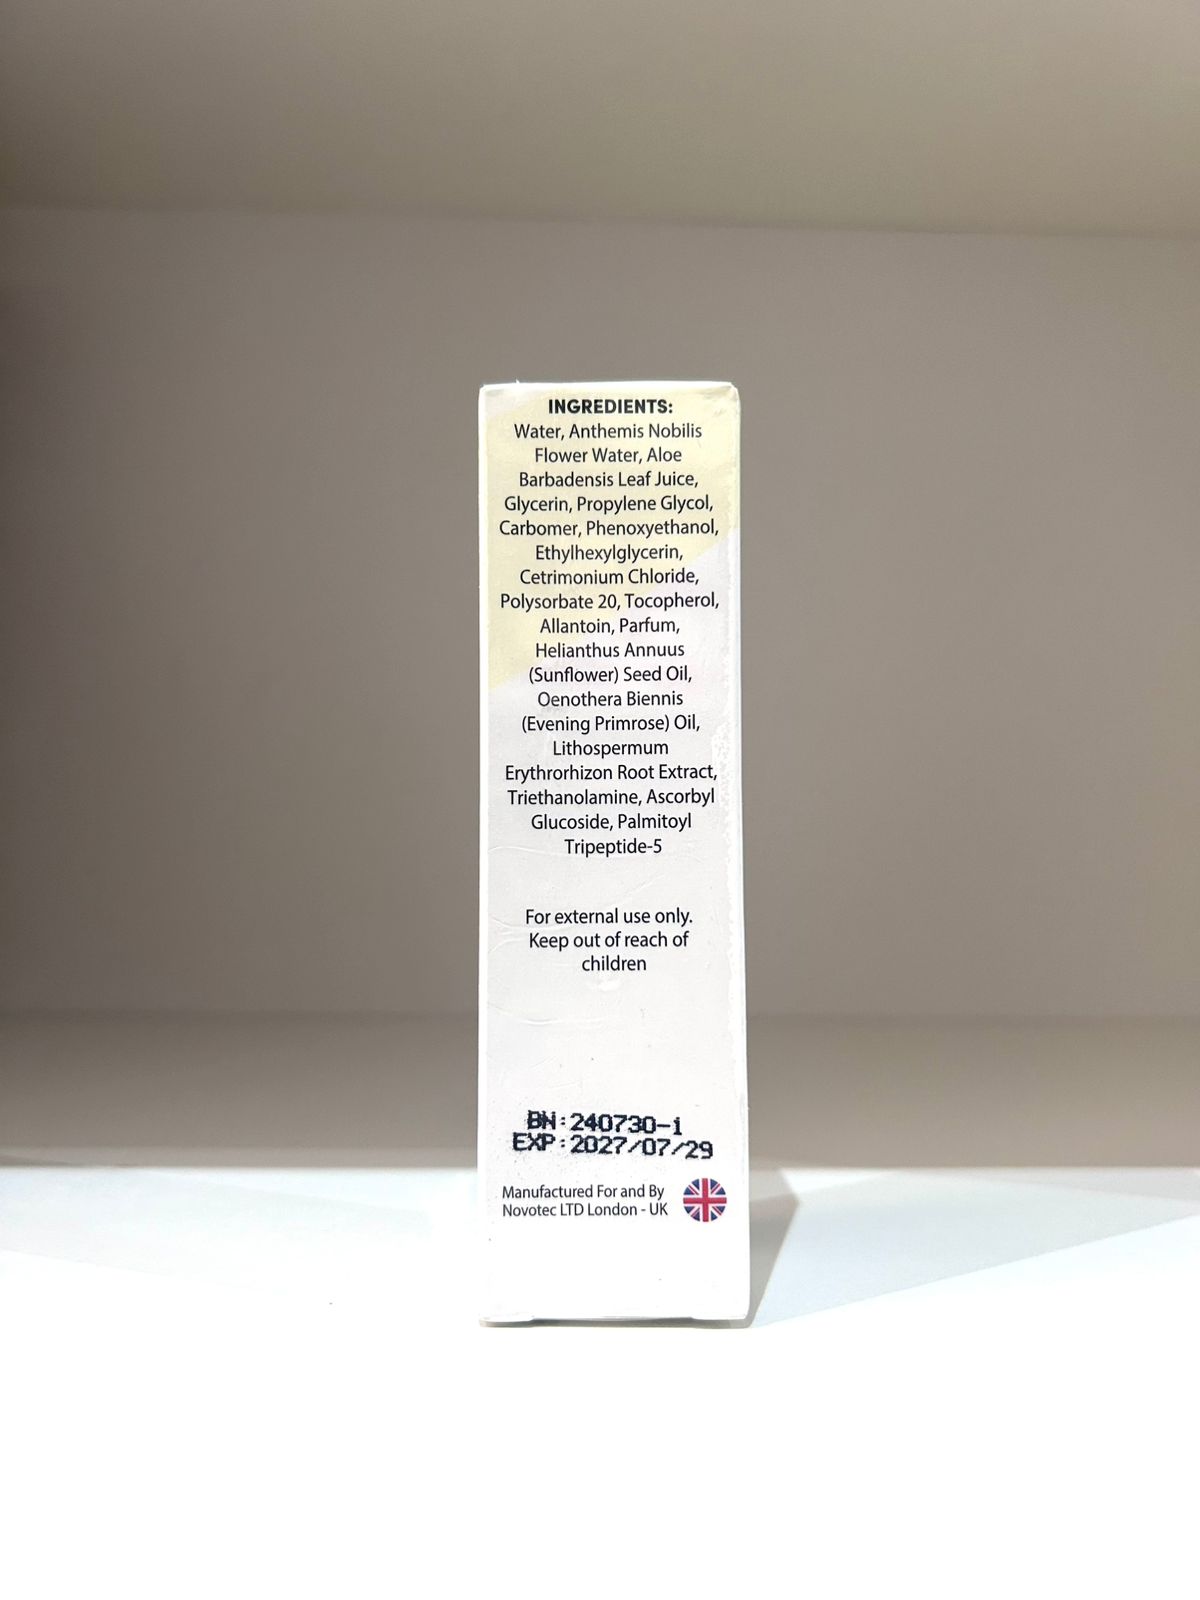 INGREDIENTS:
Water, Anthemis Nobilis
Flower Water, Aloe
Barbadensis Leaf Juice,
Glycerin, Propylene Glycol,
Carbomer, Phenoxyethanol,
Ethylhexylglycerin,
Cetrimonium Chloride,
Polysorbate 20, Tocopherol,
Allantoin, Parfum,
Helianthus Annuus
(Sunflower) Seed Oil,
Oenothera Biennis
(Evening Primrose) Oil,
Lithospermum
Erythrorhizon Root Extract,
Triethanolamine, Ascorbyl
Glucoside, Palmitoyl
Tripeptide-5
For external use only.
Keep out of reach of
children
BN:240730-1
EXP:2027/07/29
Manufactured For and By
Novotec LTD London - UK